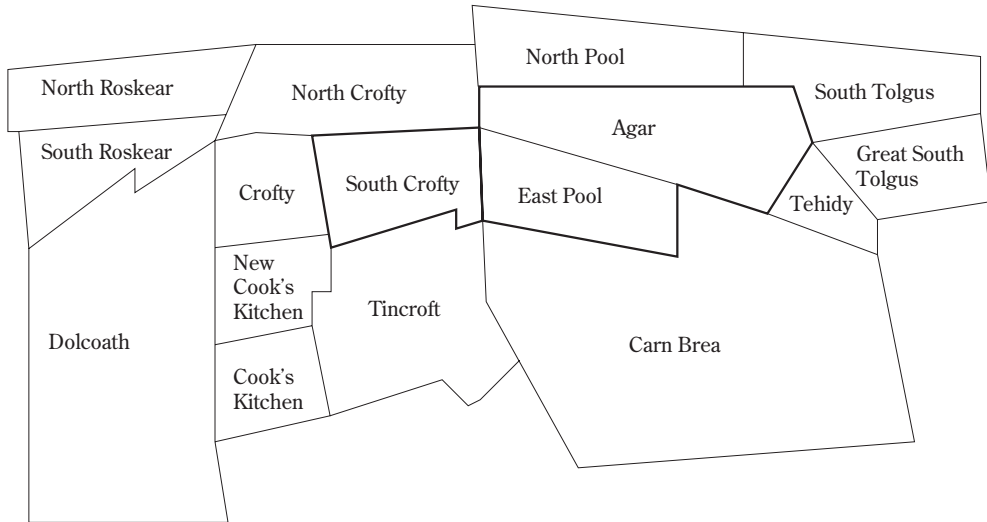 North Pool
North Roskear
North Crofty
South Tolgus
Agar
South Roskear
Great South
Tolgus
Crofty
South Crofty
East Pool
Tehidy
New
Cook's
Kitchen
Tincroft
Dolcoath
Carn Brea
Cook's
Kitchen